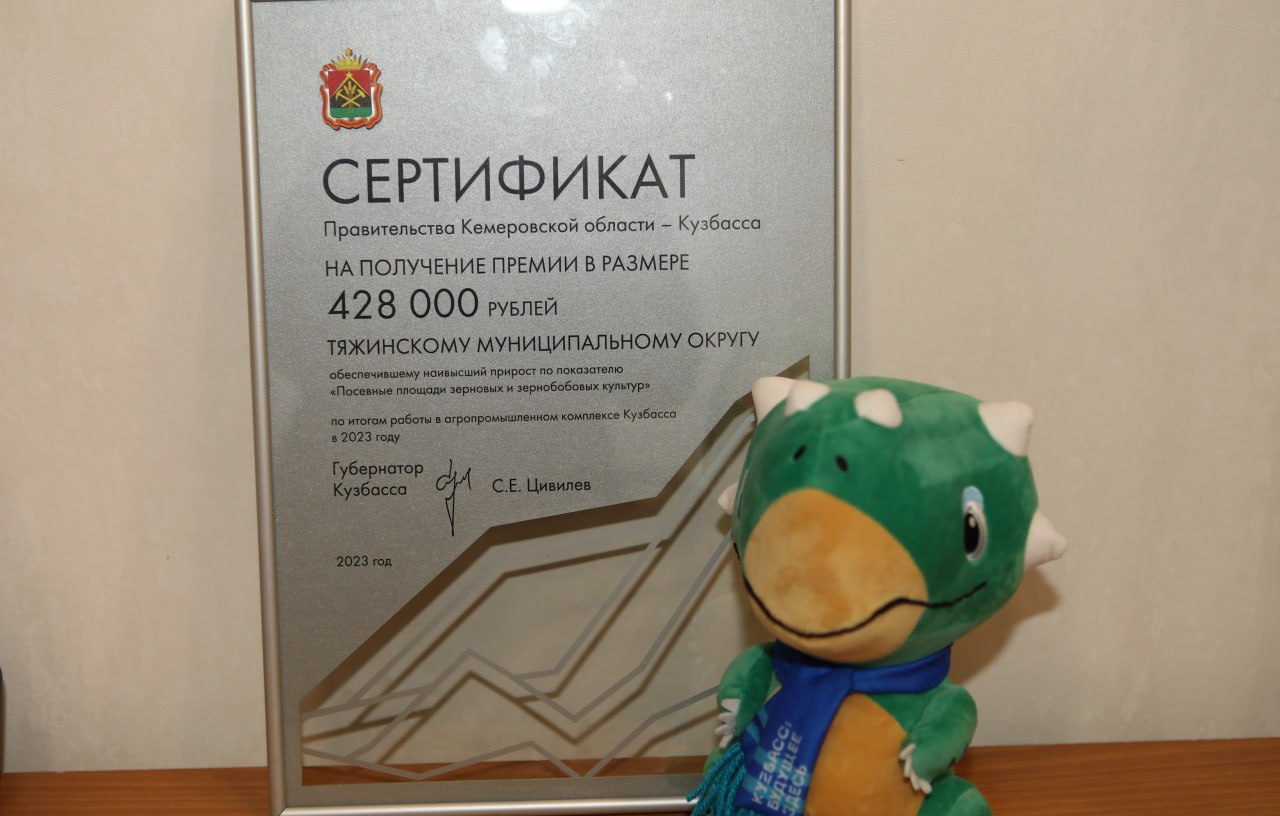 СЕРТИФИКАТ
Правительства Кемеровской области – Кузбасса
НА ПОЛУЧЕНИЕ ПРЕМИИ В РАЗМЕРЕ
428 000 РУБЛЕЙ
ТЯЖИНСКОМУ МУНИЦИПАЛЬНОМУ ОКРУГУ
обеспечившему наивысший прирост по показателю
«Посевные площади зерновых и зернобобовых культур»
по итогам работы в агропромышленном комплексе Кузбасса
в 2023 году
Губернатор
Кузбасса
С.Е. Цивилев
2023 год
КУЗБАСС:
БУДУЩЕЕ
ЗДЕСЬ